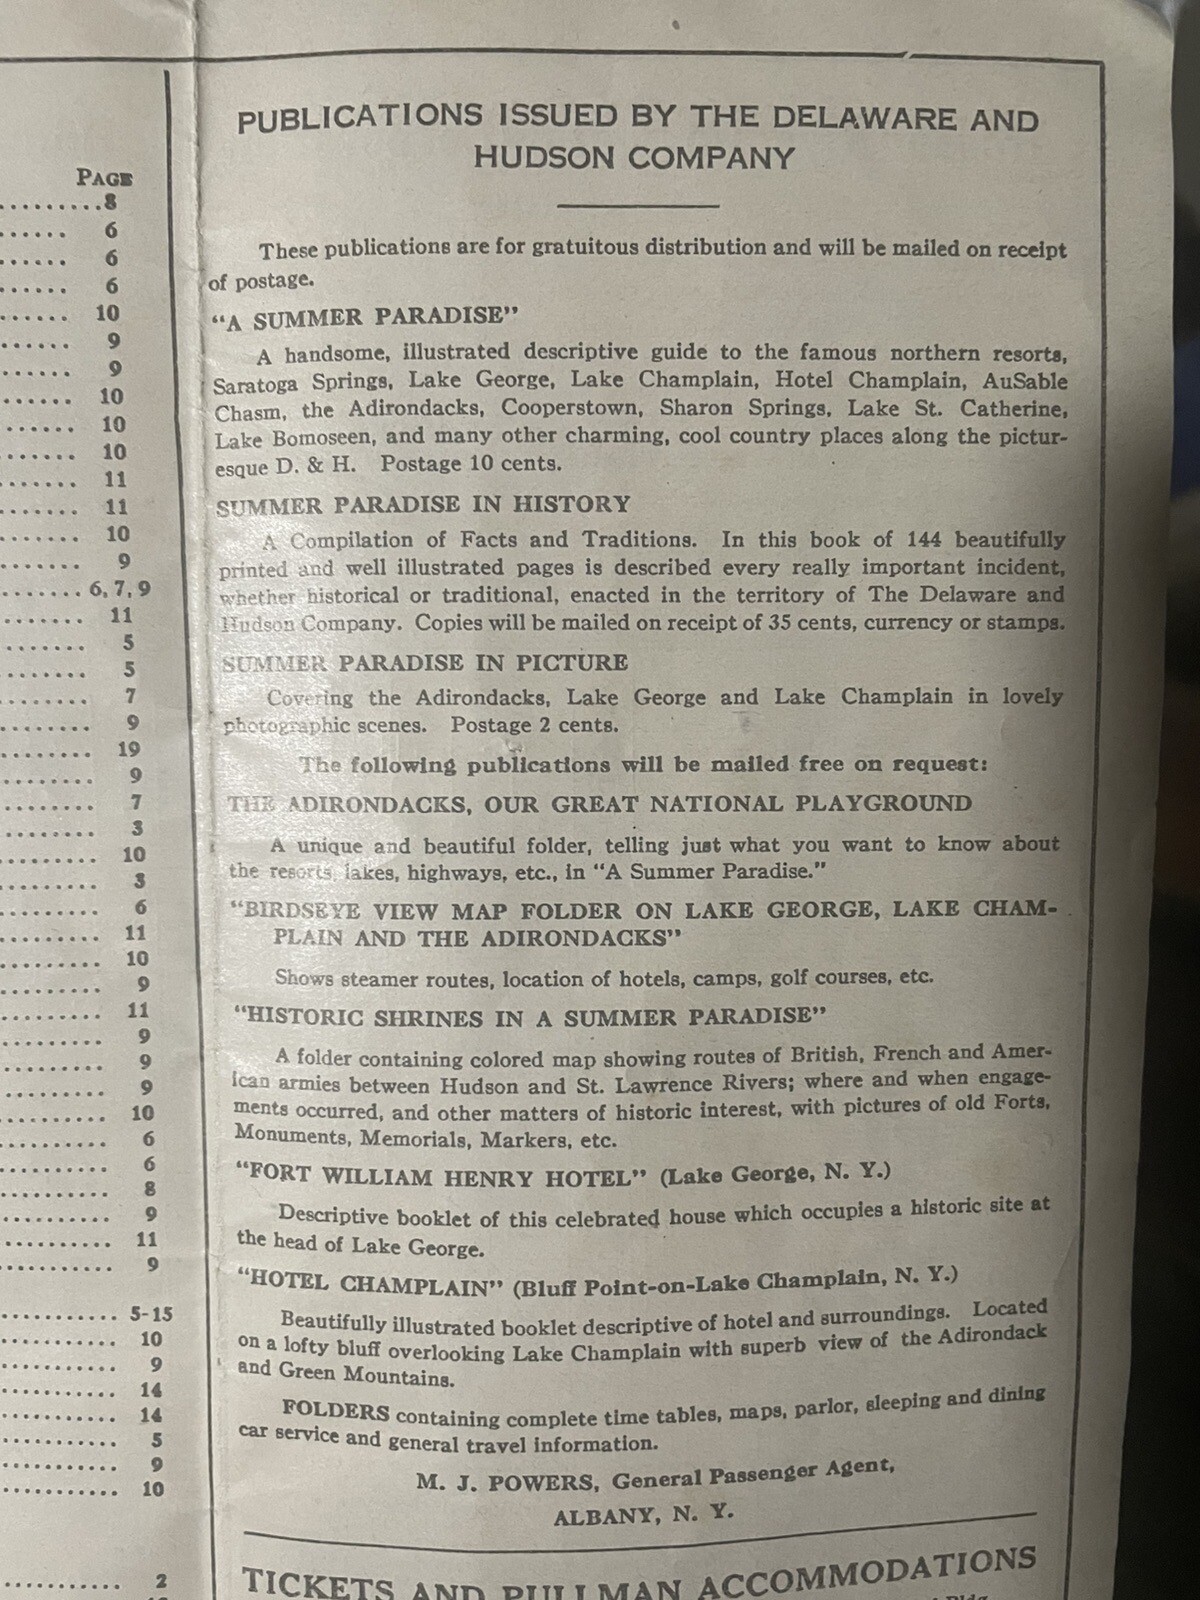 PAGE
.........8
...... 6
...... 6
...... 6
...... 10
...... 9
....... 9
....... 10
....... 10
....... 10
....... 11
....... 11
....... 10
........ 9
....... 6, 7, 9
........ 11
........ 5
........ 5
........ 7
........ 9
........ 19
........ 9
........ 7
........ 3
......... 10
......... 3
......... 6
......... 11
......... 10
......... 9
.......... 11
.......... 9
.......... 9
.......... 9
.......... 10
.......... 6
.......... 6
.......... 8
.......... 9
.......... 11
.......... 9
........... 5-15
........... 10
........... 9
........... 14
........... 14
........... 5
........... 9
........... 10
........... 2
PUBLICATIONS ISSUED BY THE DELAWARE AND
HUDSON COMPANY
These publications are for gratuitous distribution and will be mailed on receipt
of postage.
“A SUMMER PARADISE”
A handsome, illustrated descriptive guide to the famous northern resorts,
Saratoga Springs, Lake George, Lake Champlain, Hotel Champlain, AuSable
Chasm, the Adirondacks, Cooperstown, Sharon Springs, Lake St. Catherine,
Lake Bomoseen, and many other charming, cool country places along the pictur-
esque D. & H. Postage 10 cents.
SUMMER PARADISE IN HISTORY
A Compilation of Facts and Traditions. In this book of 144 beautifully
printed and well illustrated pages is described every really important incident,
whether historical or traditional, enacted in the territory of The Delaware and
Hudson Company. Copies will be mailed on receipt of 35 cents, currency or stamps.
SUMMER PARADISE IN PICTURE
Covering the Adirondacks, Lake George and Lake Champlain in lovely
photographic scenes. Postage 2 cents.
The following publications will be mailed free on request:
THE ADIRONDACKS, OUR GREAT NATIONAL PLAYGROUND
A unique and beautiful folder, telling just what you want to know about
the resorts, lakes, highways, etc., in “A Summer Paradise.”
“BIRDSEYE VIEW MAP FOLDER ON LAKE GEORGE, LAKE CHAM-
PLAIN AND THE ADIRONDACKS”
Shows steamer routes, location of hotels, camps, golf courses, etc.
“HISTORIC SHRINES IN A SUMMER PARADISE”
A folder containing colored map showing routes of British, French and Amer-
ican armies between Hudson and St. Lawrence Rivers; where and when engage-
ments occurred, and other matters of historic interest, with pictures of old Forts,
Monuments, Memorials, Markers, etc.
“FORT WILLIAM HENRY HOTEL” (Lake George, N. Y.)
Descriptive booklet of this celebrated house which occupies a historic site at
the head of Lake George.
“HOTEL CHAMPLAIN” (Bluff Point-on-Lake Champlain, N. Y.)
Beautifully illustrated booklet descriptive of hotel and surroundings. Located
on a lofty bluff overlooking Lake Champlain with superb view of the Adirondack
and Green Mountains.
FOLDERS containing complete time tables, maps, parlor, sleeping and dining
car service and general travel information.
M. J. POWERS, General Passenger Agent,
ALBANY, N. Y.
TICKETS AND PULLMAN ACCOMMODATIONS